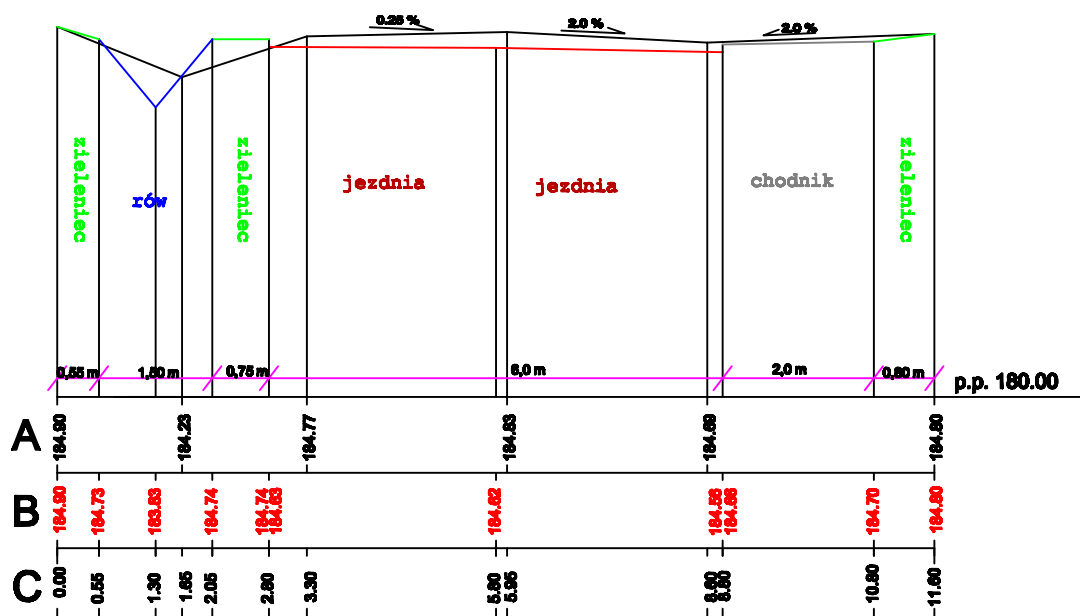 0.25 %
2.0 %
2.0 %
zieleniec
rów
zieleniec
jezdnia
jezdnia
chodnik
zieleniec
0,55 m
1,50 m
0,75 m
6,0 m
2,0 m
0,80 m
p.p. 180.00
A
184.90
184.23
184.77
184.83
184.69
184.80
B
184.90
184.73
183.83
184.74
184.74
184.63
184.62
184.56
184.66
184.70
184.80
C
0.00
0.55
1.30
1.65
2.05
2.80
3.30
5.80
5.95
8.60
8.80
10.80
11.60